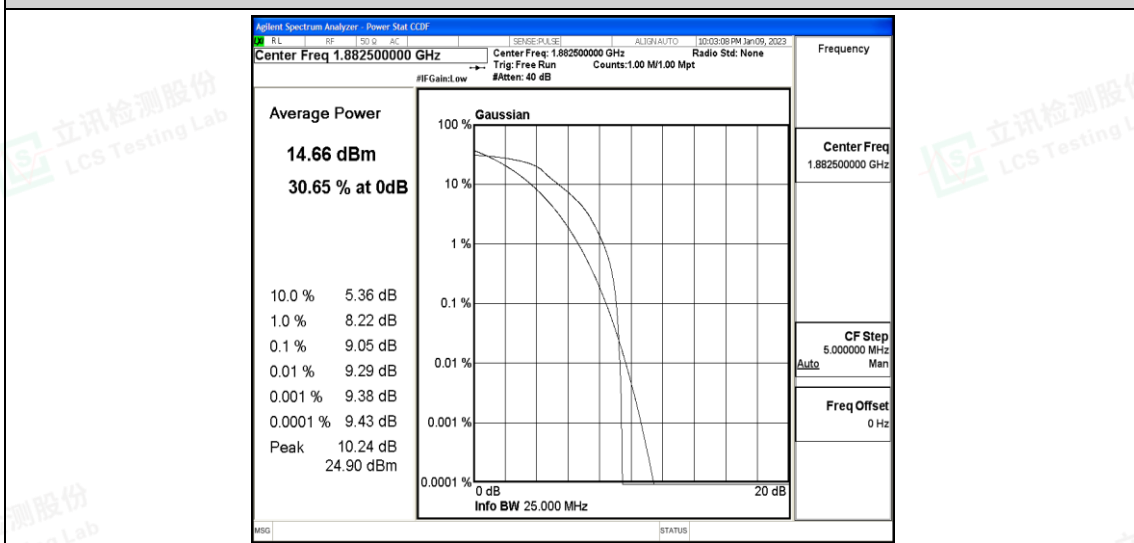 Agilent Spectrum Analyzer - Power Stat CCDF
RL RF 50 Ω AC SENSE:PULSE ALIGN AUTO 10:03:08 PM Jan 09, 2023
Center Freq 1.882500000 GHz
Center Freq: 1.882500000 GHz Radio Std: None
Trig: Free Run Counts:1.00 M/1.00 Mpt
#IFGain:Low #Atten: 40 dB
Frequency
Average Power
14.66 dBm
30.65 % at 0dB
10.0 % 5.36 dB
1.0 % 8.22 dB
0.1 % 9.05 dB
0.01 % 9.29 dB
0.001 % 9.38 dB
0.0001 % 9.43 dB
Peak 10.24 dB
24.90 dBm
Gaussian
100 %
10 %
1 %
0.1 %
0.01 %
0.001 %
0.0001 %
0 dB 20 dB
Info BW 25.000 MHz
Center Freq
1.882500000 GHz
CF Step
5.000000 MHz
Auto Man
Freq Offset
0 Hz
MSG STATUS
立讯检测股份
LCS Testing Lab
立讯检测股份
LCS Testing L
测股份
Lab